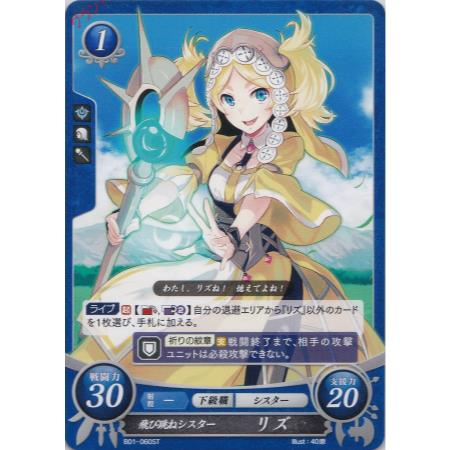 1
わたし、リズね！ 憶えてよね！
ライブ 起 自分の退避エリアから『リズ』以外のカード
を1枚選び、手札に加える。
祈りの紋章 支 戦闘終了まで、相手の攻撃
ユニットは必殺攻撃できない。
戦闘力
30
射程 一
下級職
シスター
支援力
20
飛び跳ねシスター
リズ
B01-060ST
Illust：40原